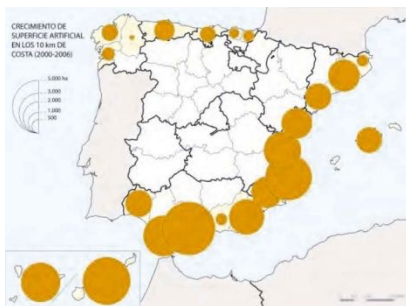 CRECIMIENTO DE
SUPERFICIE ARTIFICIAL
EN LOS 10 KM DE
COSTA (2000-2006)
5.000 ha
3.000
2.000
1.000
500